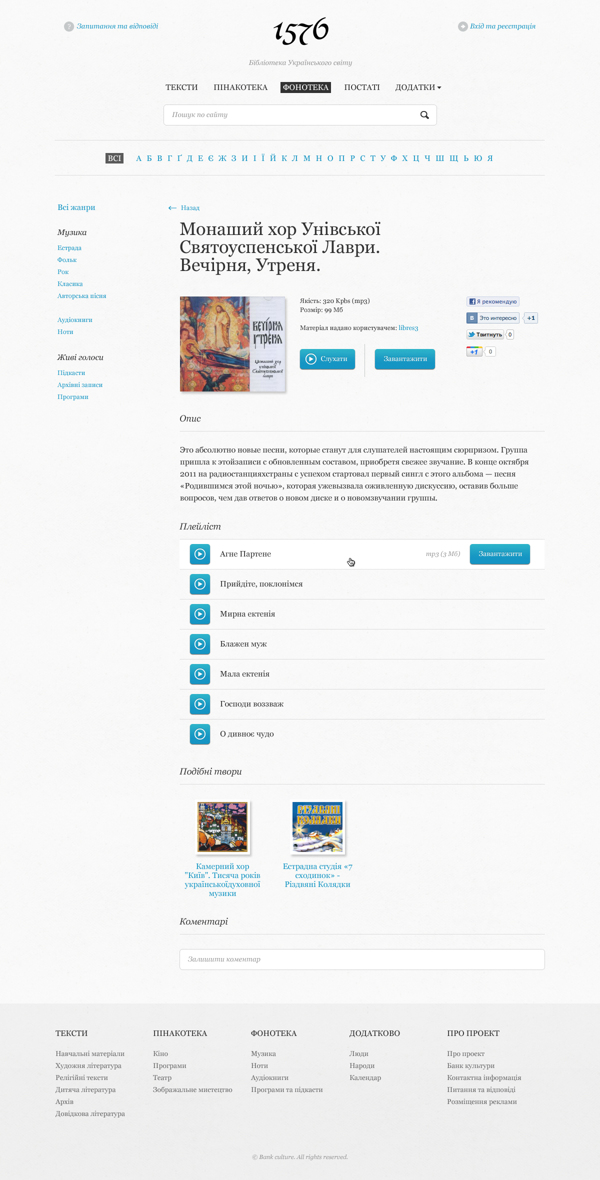 Запитання та відповіді
1576
Вхід та реєстрація
Бібліотека Українського світу
ТЕКСТИ ПІНАКОТЕКА ФОНОТЕКА ПОСТАТІ ДОДАТКИ
Пошук по сайту
ВСІ А Б В Г Ґ Д Е Є Ж З И І Ї Й К Л М Н О П Р С Т У Ф Х Ц Ч Ш Щ Ь Ю Я
Всі жанри
Музика
Естрада
Фольк
Рок
Класика
Авторська пісня
Аудіокниги
Ноти
Живі голоси
Підкасти
Архівні записи
Програми
← Назад
Монаший хор Унівської
Святоуспенської Лаври.
Вечірня, Утреня.
вечірня
утреня
Якість: 320 Kpbs (mp3)
Розмір: 99 Мб
Матеріал надано користувачем: librex3
Слухати
Завантажити
Я рекомендую
В Это интересно +1
Твитнуть 0
+1 0
Опис
Это абсолютно новые песни, которые станут для слушателей настоящим сюрпризом. Группа
пришла к этойзаписи с обновленным составом, приобретя свежее звучание. В конце октября
2011 на радиостанцияхстраны с успехом стартовал первый сингл с этого альбома — песня
«Родившимся этой ночью», которая ужевызвала оживленную дискуссию, оставив больше
вопросов, чем дав ответов о новом диске и о новомзвучании группы.
Плейліст
Агне Партене mp3 (3 Мб) Завантажити
Прийдіте, поклонімся
Мирна ектенія
Блажен муж
Мала ектенія
Господи воззваж
О дивноє чудо
Подібні твори
Камерний хор
"Київ". Тисяча років
українськоїдуховної
музики
Естрадна студія «7
сходинок» -
Різдвяні Колядки
Коментарі
Залишити коментар
ТЕКСТИ
Навчальні матеріали
Художня література
Релігійні тексти
Дитяча література
Архів
Довідкова література
ПІНАКОТЕКА
Кіно
Програми
Театр
Зображальне мистецтво
ФОНОТЕКА
Музика
Ноти
Аудіокниги
Програми та підкасти
ДОДАТКОВО
Люди
Народи
Календар
ПРО ПРОЕКТ
Про проект
Банк культури
Контактна інформація
Питання та відповіді
Розміщення реклами
© Bank culture. All rights reserved.